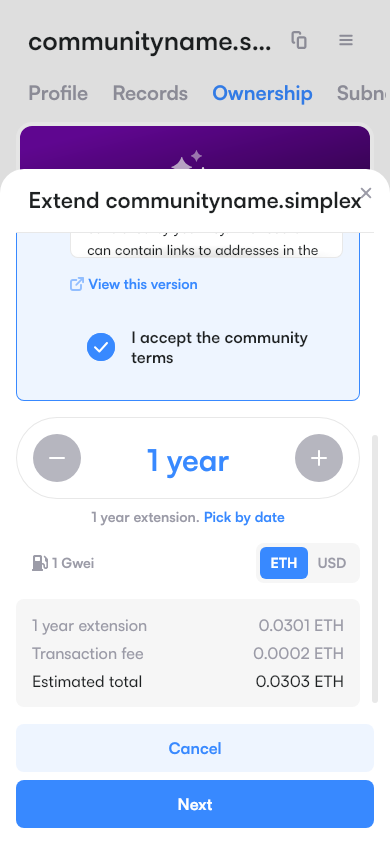 communityname.s...
Profile Records Ownership Subn
Extend communityname.simplex
can contain links to addresses in the
View this version
I accept the community
terms
1 year
1 year extension. Pick by date
1 Gwei
ETH USD
1 year extension 0.0301 ETH
Transaction fee 0.0002 ETH
Estimated total 0.0303 ETH
Cancel
Next